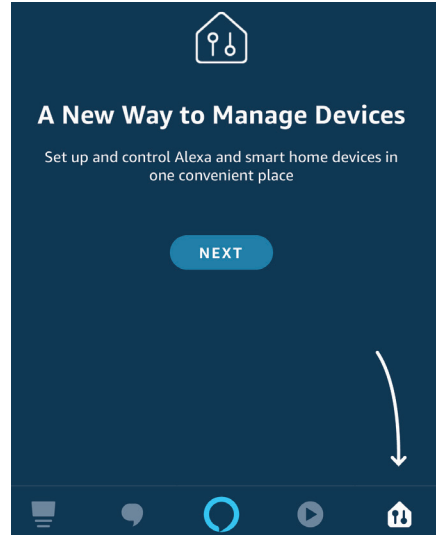 A New Way to Manage Devices
Set up and control Alexa and smart home devices in
one convenient place
NEXT